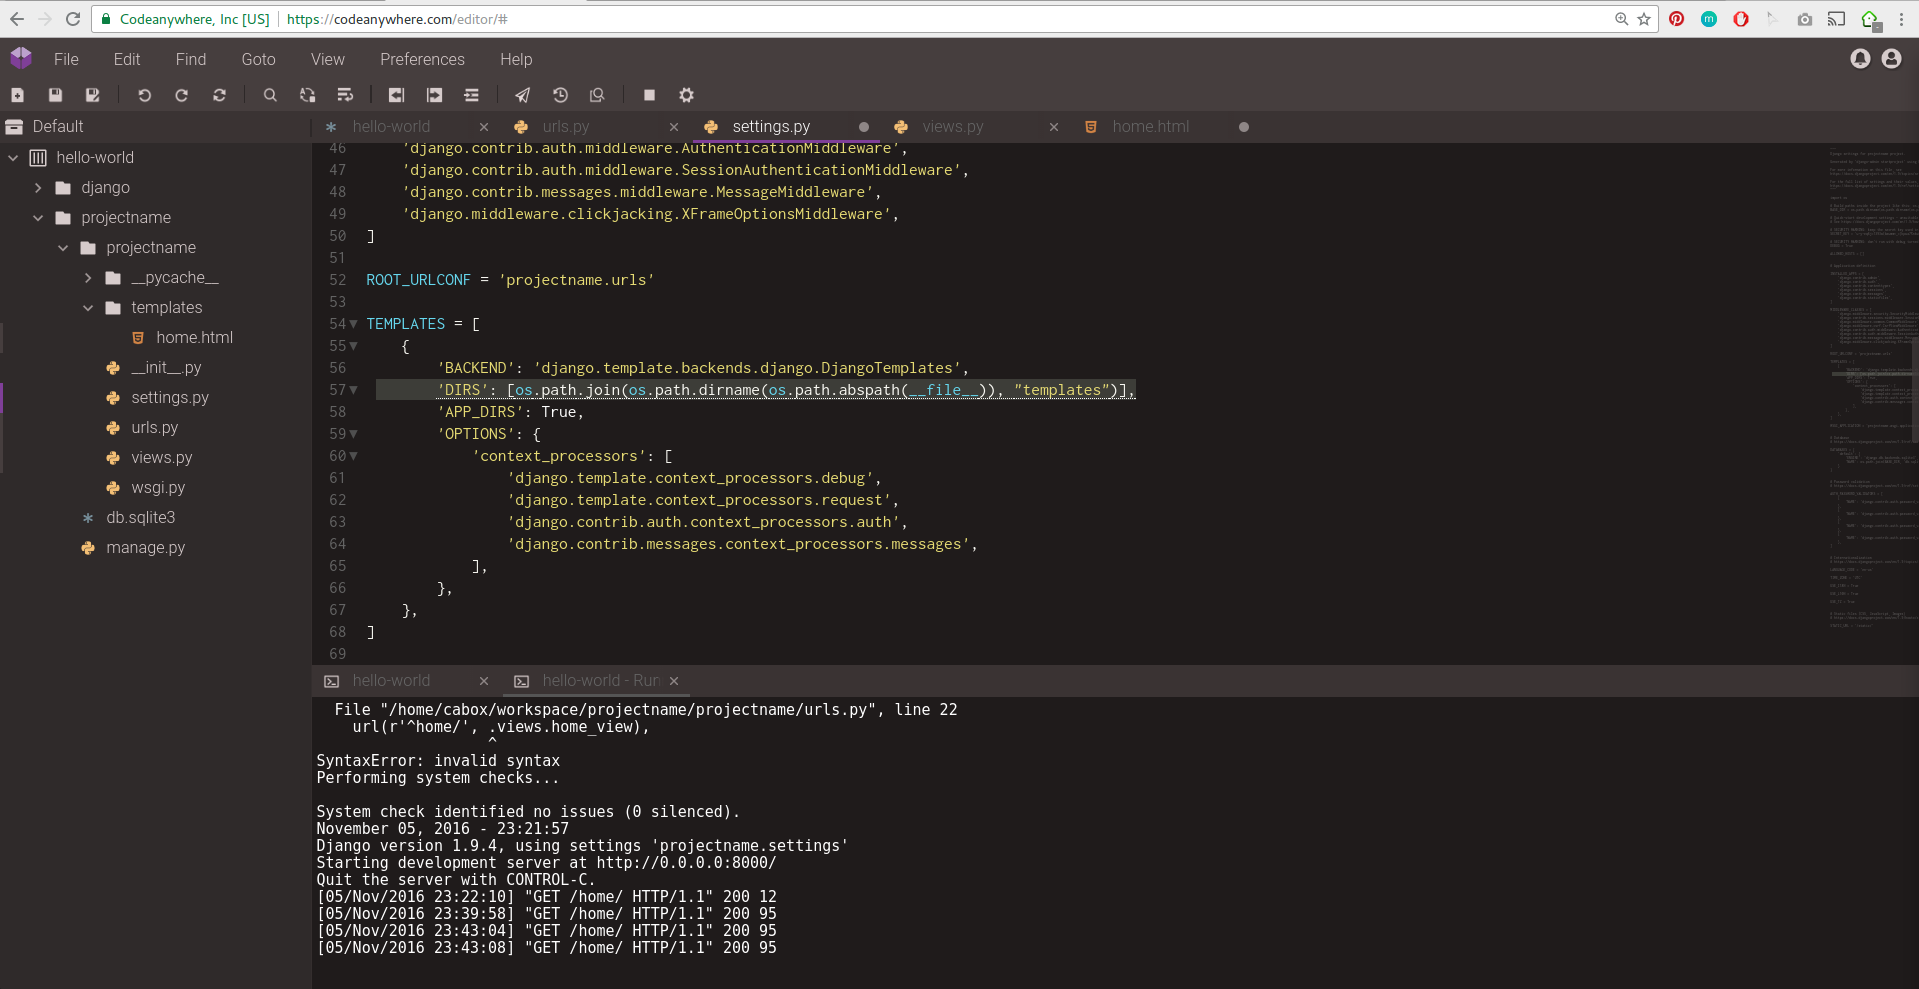 Codeanywhere, Inc [US] https://codeanywhere.com/editor/#
File Edit Find Goto View Preferences Help
Default
hello-world
django
projectname
projectname
__pycache__
templates
home.html
__init__.py
settings.py
urls.py
views.py
wsgi.py
db.sqlite3
manage.py
hello-world urls.py settings.py views.py home.html
46 'django.contrib.auth.middleware.AuthenticationMiddleware',
47 'django.contrib.auth.middleware.SessionAuthenticationMiddleware',
48 'django.contrib.messages.middleware.MessageMiddleware',
49 'django.middleware.clickjacking.XFrameOptionsMiddleware',
50 ]
51
52 ROOT_URLCONF = 'projectname.urls'
53
54 TEMPLATES = [
55 {
56 'BACKEND': 'django.template.backends.django.DjangoTemplates',
57 'DIRS': [os.path.join(os.path.dirname(os.path.abspath(__file__)), "templates")],
58 'APP_DIRS': True,
59 'OPTIONS': {
60 'context_processors': [
61 'django.template.context_processors.debug',
62 'django.template.context_processors.request',
63 'django.contrib.auth.context_processors.auth',
64 'django.contrib.messages.context_processors.messages',
65 ],
66 },
67 },
68 ]
69
hello-world hello-world - Run
File "/home/cabox/workspace/projectname/projectname/urls.py", line 22
url(r'^home/', .views.home_view),
^
SyntaxError: invalid syntax
Performing system checks...
System check identified no issues (0 silenced).
November 05, 2016 - 23:21:57
Django version 1.9.4, using settings 'projectname.settings'
Starting development server at http://0.0.0.0:8000/
Quit the server with CONTROL-C.
[05/Nov/2016 23:22:10] "GET /home/ HTTP/1.1" 200 12
[05/Nov/2016 23:39:58] "GET /home/ HTTP/1.1" 200 95
[05/Nov/2016 23:43:04] "GET /home/ HTTP/1.1" 200 95
[05/Nov/2016 23:43:08] "GET /home/ HTTP/1.1" 200 95